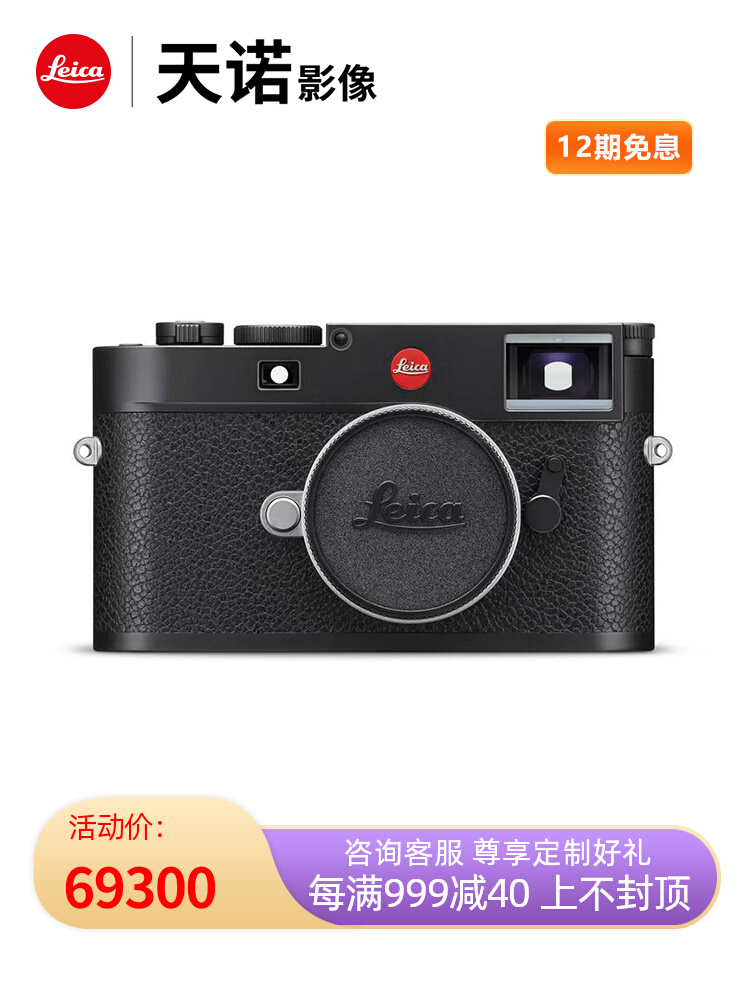 Leica 天诺影像
12期免息
Leica
Leica
活动价：
69300
咨询客服 尊享定制好礼
每满999减40 上不封顶